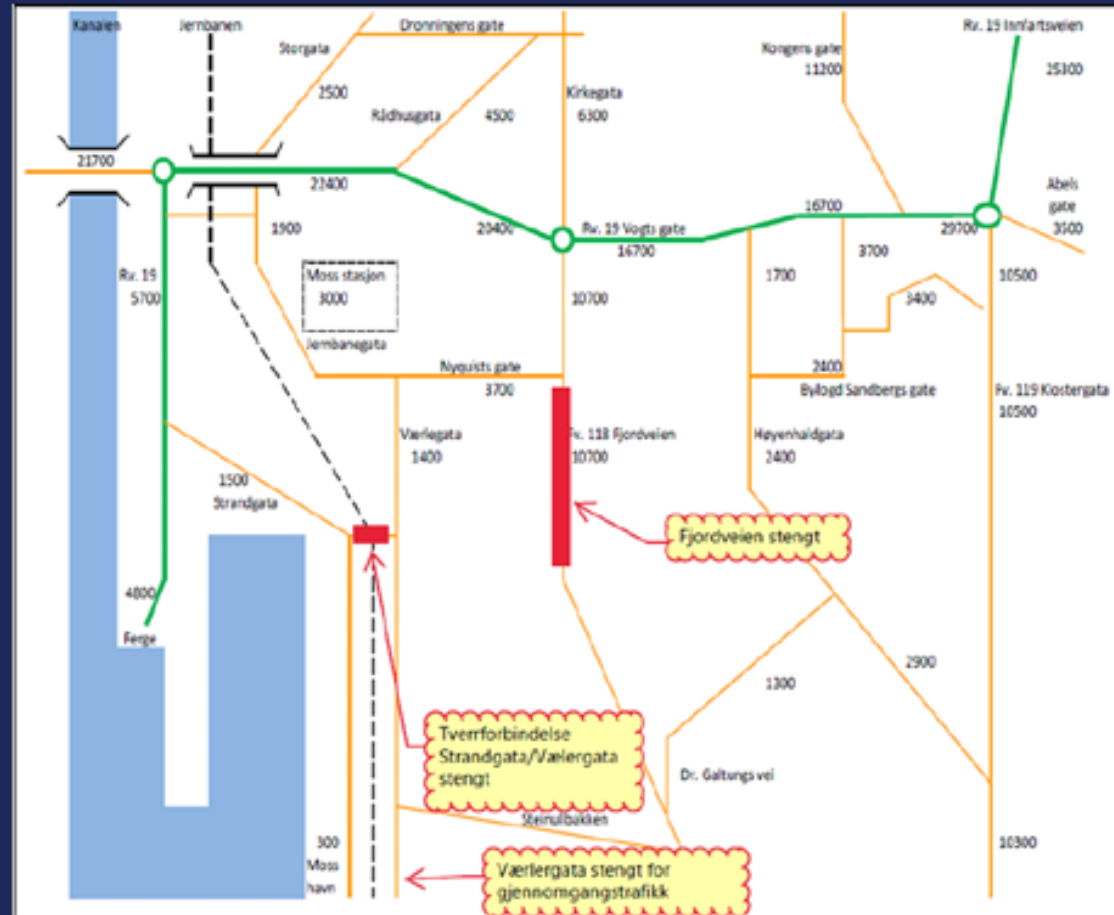 Kanalen
Jernbanen
Dronningens gate
Rv. 19 Innfartsveien
Storgata
Kongens gate
11200
25300
2500
Kirkegata
6300
Rådhusgata
4500
21700
22400
Abels
gate
3500
16700
20400
Rv. 19 Vogts gate
16700
29700
1900
3700
Rv. 19
5700
Moss stasjon
3000
10700
1700
10500
3400
Jernbanegata
Nyquists gate
3700
2400
Byfogd Sandbergs gate
Fv. 119 Klostergata
10500
Værlegata
1400
Fv. 118 Fjordveien
10700
Høyenhaldgata
2400
1500
Strandgata
Fjordveien stengt
4800
Ferge
2900
1300
Tverrforbindelse
Strandgata/Vælergata
stengt
Dr. Galtungs vei
Steinulbakken
300
Moss
havn
10300
Værlergata stengt for
gjennomgangstrafikk